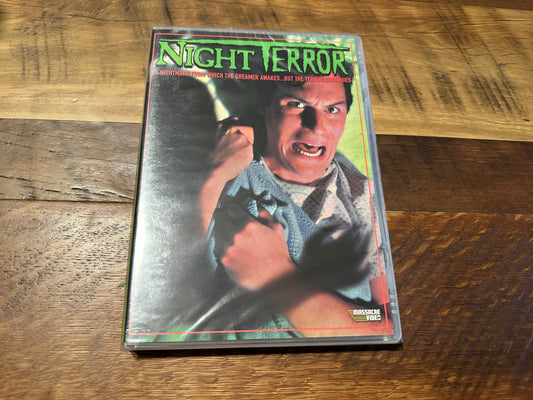 NIGHT TERROR
A NIGHTMARE FROM WHICH THE DREAMER AWAKES...BUT THE TERROR CONTINUES
MASSACRE
VIDEO